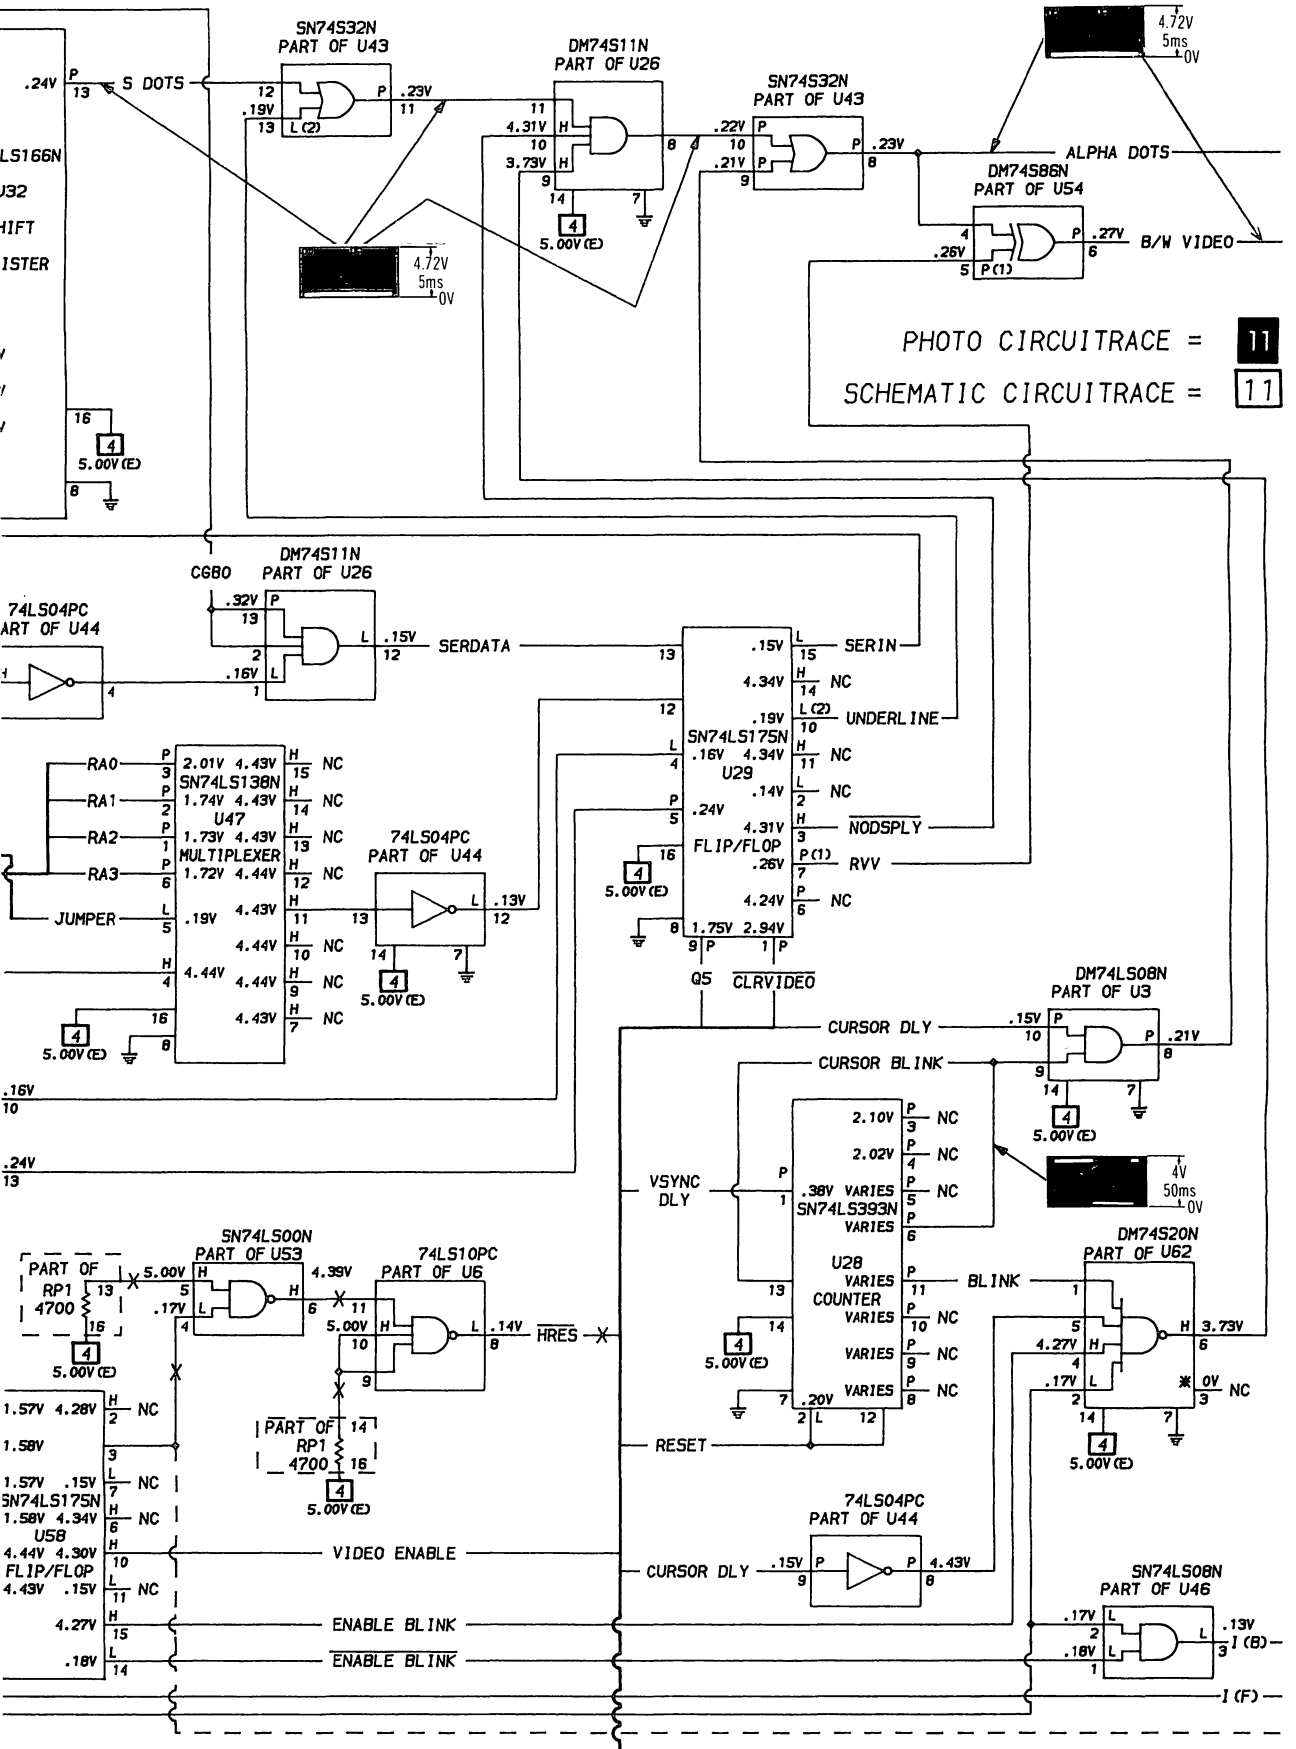 SN74S32N
PART OF U43
.24V P 13 S DOTS
12
.19V
13 L(2)
P .23V
11
DM74S11N
PART OF U26
11
4.31V H
10
3.73V H
9
8
14
7
4
5.00V(E)
SN74S32N
PART OF U43
.22V P
10
.21V P
9
P .23V
8
ALPHA DOTS
4.72V
5ms
0V
DM74S86N
PART OF U54
4
.26V
5 P(1)
P .27V
6
B/W VIDEO
4.72V
5ms
0V
LS166N
U32
HIFT
ISTER
V
V
V
16
4
5.00V(E)
8
PHOTO CIRCUITRACE = 11
SCHEMATIC CIRCUITRACE = 11
CGB0
DM74S11N
PART OF U26
.32V P
13
2
.16V L
1
L .15V
12
SERDATA
74LS04PC
ART OF U44
H
4
13
12
L
4
P
5
16
4
5.00V(E)
8
.15V L 15 SERIN
4.34V H 14 NC
.19V L(2) 10 UNDERLINE
SN74LS175N
.16V 4.34V H 11 NC
U29
.14V L 2 NC
.24V
4.31V H 3 NODSPLY
FLIP/FLOP
.26V P(1) 7 RVV
4.24V P 6 NC
1.75V 2.94V
9 P 1 P
Q5 CLRVIDEO
RA0 P 3 2.01V 4.43V H 15 NC
SN74LS138N
RA1 P 2 1.74V 4.43V H 14 NC
U47
RA2 P 1 1.73V 4.43V H 13 NC
MULTIPLEXER
RA3 P 6 1.72V 4.44V H 12 NC
JUMPER L 5 .19V 4.43V H 11
4.44V H 10 NC
H 4 4.44V 4.44V H 9 NC
4.43V H 7 NC
16
4
5.00V(E)
8
74LS04PC
PART OF U44
13
L .13V
12
14
7
4
5.00V(E)
.16V
10
.24V
13
DM74LS08N
PART OF U3
CURSOR DLY .15V P
10
CURSOR BLINK
9
P .21V
8
14
7
4
5.00V(E)
4V
50ms
0V
VSYNC
DLY
P
1
2.10V P 3 NC
2.02V P 4 NC
.38V VARIES P 5 NC
SN74LS393N
VARIES P 6
U28
VARIES P 11 BLINK
COUNTER
VARIES P 10 NC
VARIES P 9 NC
VARIES P 8 NC
13
14
4
5.00V(E)
7
.20V
2 L 12
RESET
DM74S20N
PART OF U62
1
5
4.27V H
4
.17V L
2
H 3.73V
6
* 0V
3 NC
14
7
4
5.00V(E)
PART OF
RP1
4700
13
16
4
5.00V(E)
SN74LS00N
PART OF U53
5.00V H
5
.17V L
4
H
6
4.39V
74LS10PC
PART OF U6
11
5.00V H
10
9
L .14V
8
HRES
PART OF
RP1
4700
14
16
4
5.00V(E)
1.57V 4.28V H 2 NC
1.58V 3
1.57V .15V L 7 NC
SN74LS175N
1.58V 4.34V H 6 NC
U58
4.44V 4.30V H 10 VIDEO ENABLE
FLIP/FLOP
4.43V .15V L 11 NC
4.27V H 15 ENABLE BLINK
.18V L 14 ENABLE BLINK
74LS04PC
PART OF U44
CURSOR DLY .15V P
9
P 4.43V
8
SN74LS08N
PART OF U46
.17V L
2
.18V L
1
L .13V
3 I(B)
I(F)